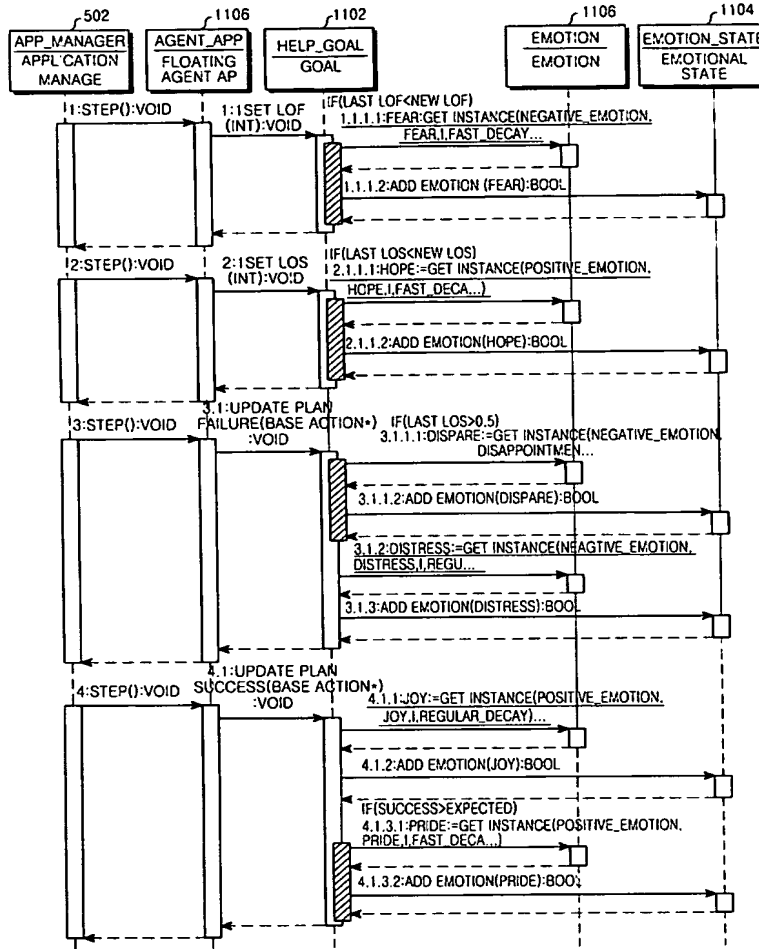 502
1106
1102
1106
1104
APP_MANAGER
APPLICATION
MANAGE
AGENT_APP
FLOATING
AGENT AP
HELP_GOAL
GOAL
EMOTION
EMOTION
EMOTION_STATE
EMOTIONAL
STATE
1:STEP():VOID
1:1SET LOF
(INT):VOID
IF(LAST LOF<NEW LOF)
1.1.1.1:FEAR:GET INSTANCE(NEGATIVE_EMOTION,
FEAR,I,FAST_DECAY...
1.1.1.2:ADD EMOTION (FEAR):BOOL
2:STEP():VOID
2:1SET LOS
(INT):VOID
IF(LAST LOS<NEW LOS)
2.1.1.1:HOPE:=GET INSTANCE(POSITIVE_EMOTION,
HOPE,I,FAST_DECA...)
2.1.1.2:ADD EMOTION(HOPE):BOOL
3:STEP():VOID
3.1:UPDATE PLAN
FAILURE(BASE ACTION*)
:VOID
IF(LAST LOS>0.5)
3.1.1.1:DISPARE:=GET INSTANCE(NEGATIVE_EMOTION,
DISAPPOINTMEN...
3.1.1.2:ADD EMOTION(DISPARE):BOOL
3.1.2:DISTRESS:=GET INSTANCE(NEAGTIVE_EMOTION,
DISTRESS,I,REGU...
3.1.3:ADD EMOTION(DISTRESS):BOOL
4:STEP():VOID
4.1:UPDATE PLAN
SUCCESS(BASE ACTION*)
:VOID
4.1.1:JOY:=GET INSTANCE(POSITIVE_EMOTION,
JOY,I,REGULAR_DECAY)...
4.1.2:ADD EMOTION(JOY):BOOL
IF(SUCCESS>EXPECTED)
4.1.3.1:PRIDE:=GET INSTANCE(POSITIVE_EMOTION,
PRIDE,I,FAST_DECA...)
4.1.3.2:ADD EMOTION(PRIDE):BOOL